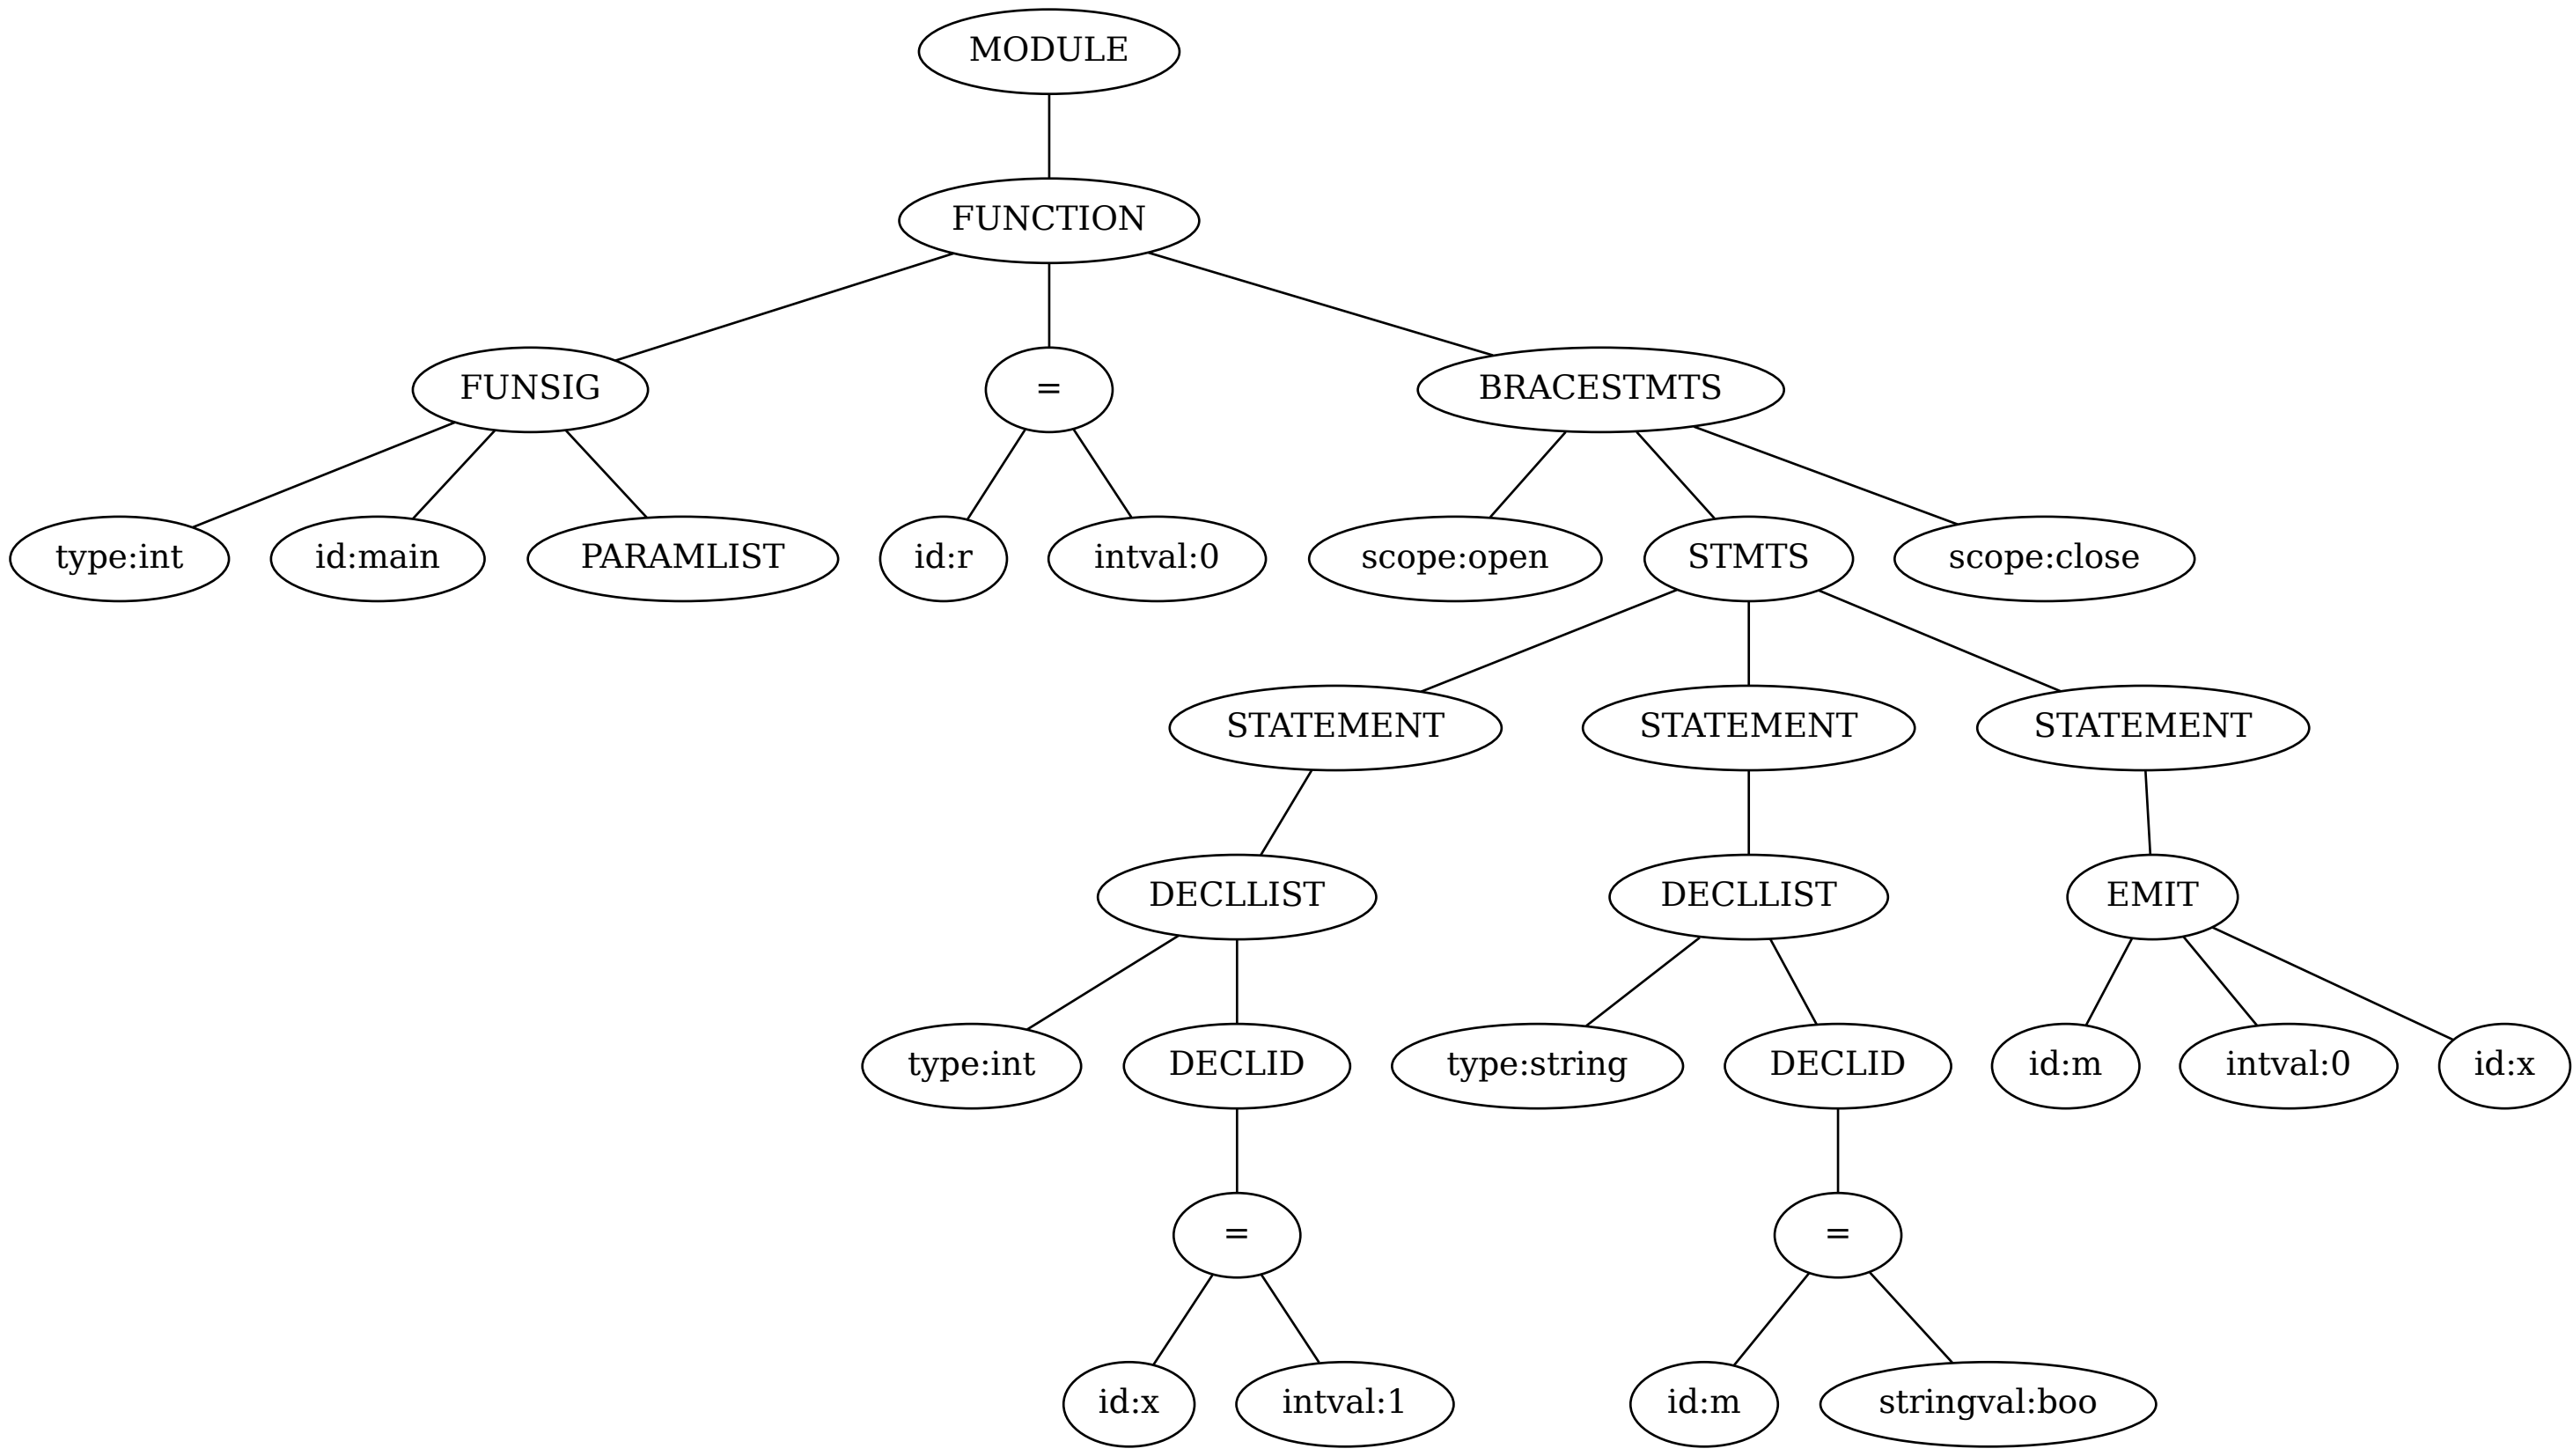 MODULE
FUNCTION
FUNSIG
=
BRACESTMTS
type:int
id:main
PARAMLIST
id:r
intval:0
scope:open
STMTS
scope:close
STATEMENT
STATEMENT
STATEMENT
DECLLIST
DECLLIST
EMIT
type:int
DECLID
type:string
DECLID
id:m
intval:0
id:x
=
=
id:x
intval:1
id:m
stringval:boo